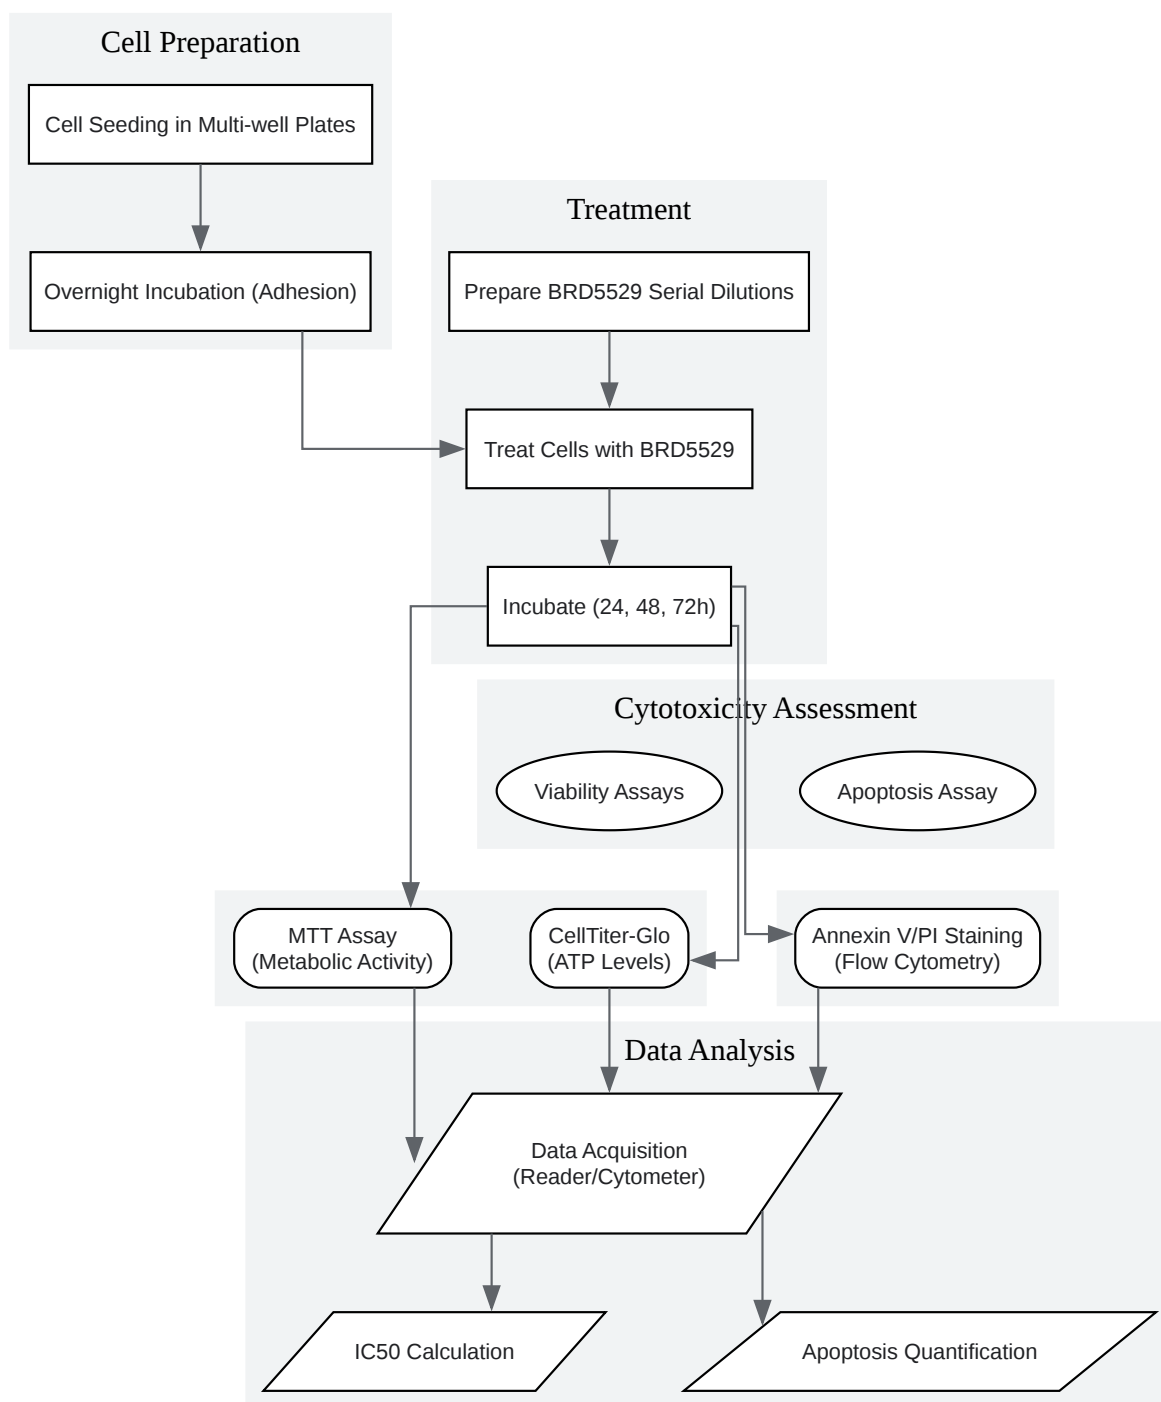 Cell Preparation
Cell Seeding in Multi-well Plates
Overnight Incubation (Adhesion)
Treatment
Prepare BRD5529 Serial Dilutions
Treat Cells with BRD5529
Incubate (24, 48, 72h)
Cytotoxicity Assessment
Viability Assays
Apoptosis Assay
MTT Assay
(Metabolic Activity)
CellTiter-Glo
(ATP Levels)
Annexin V/PI Staining
(Flow Cytometry)
Data Analysis
Data Acquisition
(Reader/Cytometer)
IC50 Calculation
Apoptosis Quantification